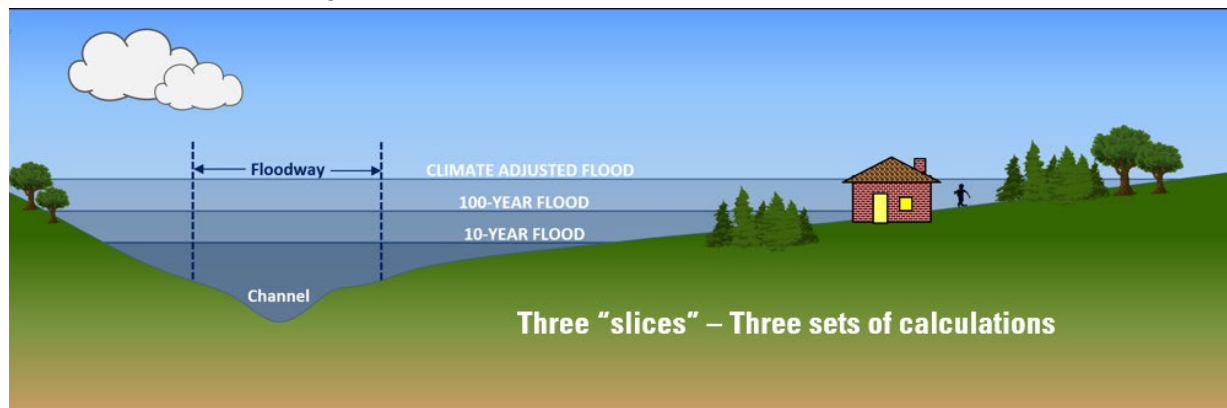 Floodway
CLIMATE ADJUSTED FLOOD
100-YEAR FLOOD
10-YEAR FLOOD
Channel
Three “slices” – Three sets of calculations